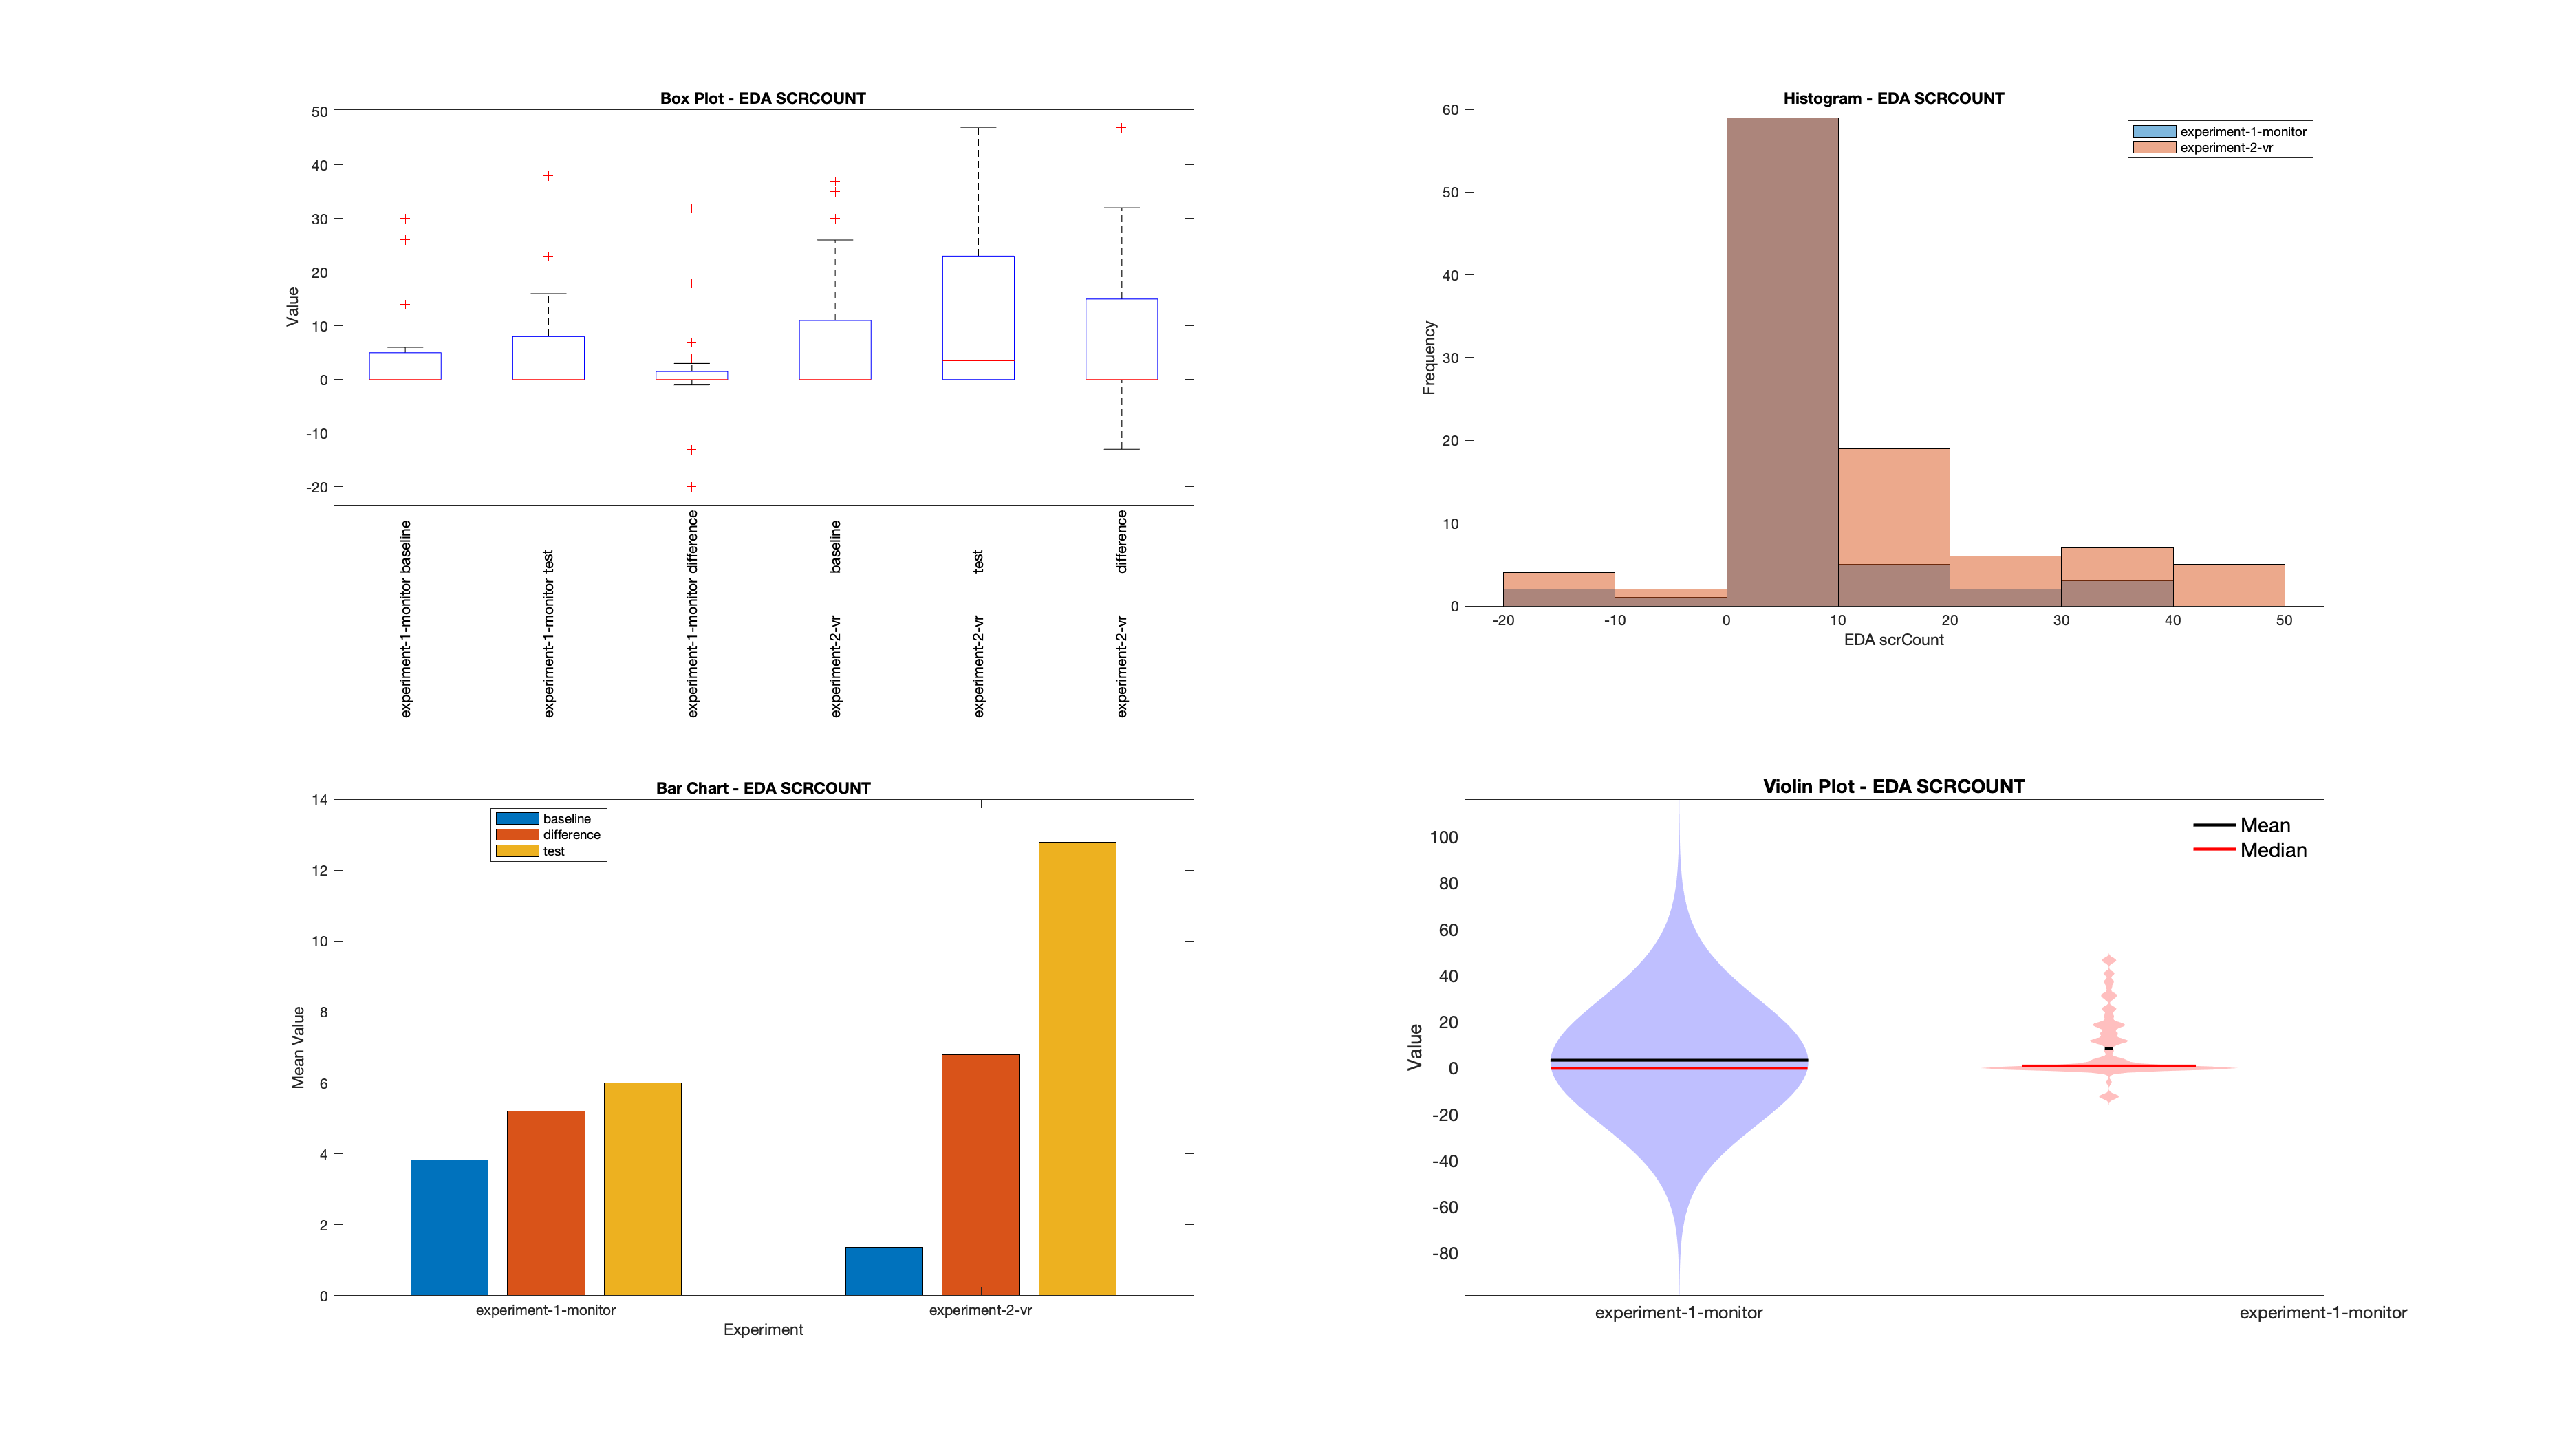 Box Plot - EDA SCRCOUNT
50
40
30
20
10
0
-10
-20
Value
experiment-1-monitor baseline
experiment-1-monitor test
experiment-1-monitor difference
experiment-2-vr baseline
experiment-2-vr test
experiment-2-vr difference
Histogram - EDA SCRCOUNT
60
50
40
30
20
10
0
Frequency
experiment-1-monitor
experiment-2-vr
-20 -10 0 10 20 30 40 50
EDA scrCount
Bar Chart - EDA SCRCOUNT
14
12
10
8
6
4
2
0
Mean Value
baseline
difference
test
experiment-1-monitor experiment-2-vr
Experiment
Violin Plot - EDA SCRCOUNT
100
80
60
40
20
0
-20
-40
-60
-80
Value
Mean
Median
experiment-1-monitor experiment-1-monitor